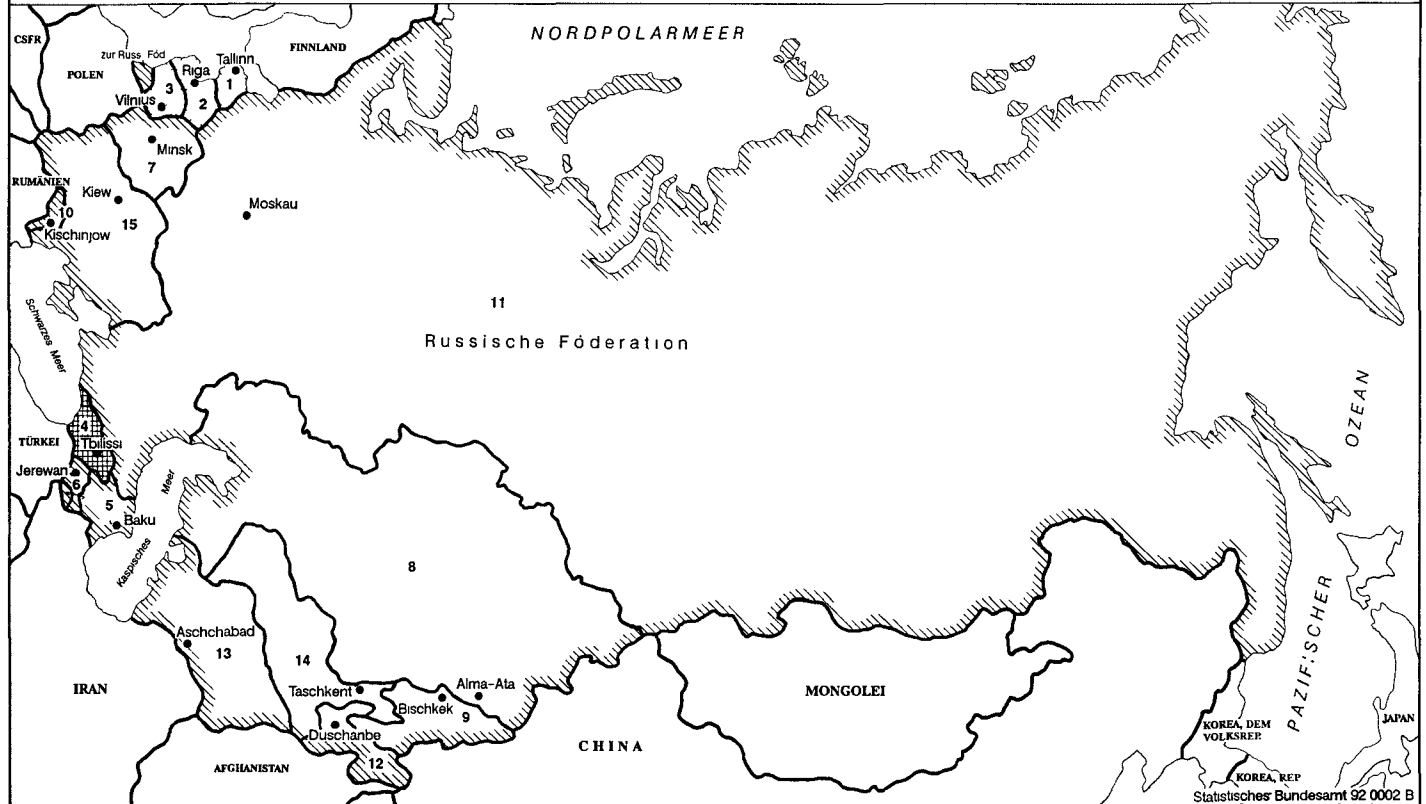 NORDPOLARMEER
CSFR
FINNLAND
zur Russ Föd
Tallinn
POLEN
Riga
1
3
2
Vilnius
Minsk
7
RUMÄNIEN
Kiew
Moskau
10
15
Kischinjow
11
Schwarzes Meer
Russische Föderation
OZEAN
4
TÜRKEI
Tbilissi
Jerewan
6
Meer
5
Baku
Kaspisches
8
Aschchabad
13
14
PAZIFISCHER
IRAN
Taschkent
Alma-Ata
MONGOLEI
Bischkek
9
Duschanbe
KOREA, DEM
VOLKSREP.
JAPAN
CHINA
12
AFGHANISTAN
KOREA, REP
Statistisches Bundesamt 92 0002 B